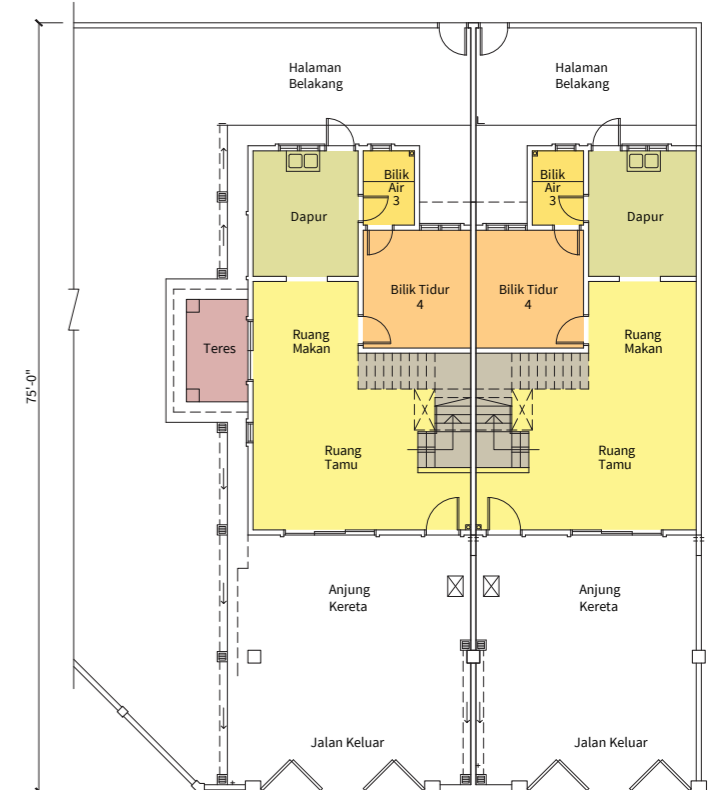 Halaman
Belakang
Halaman
Belakang
Bilik
Air
3
Bilik
Air
3
Dapur
Dapur
Bilik Tidur
4
Bilik Tidur
4
Teres
Ruang
Makan
Ruang
Makan
75'-0"
Ruang
Tamu
Ruang
Tamu
Anjung
Kereta
Anjung
Kereta
Jalan Keluar
Jalan Keluar